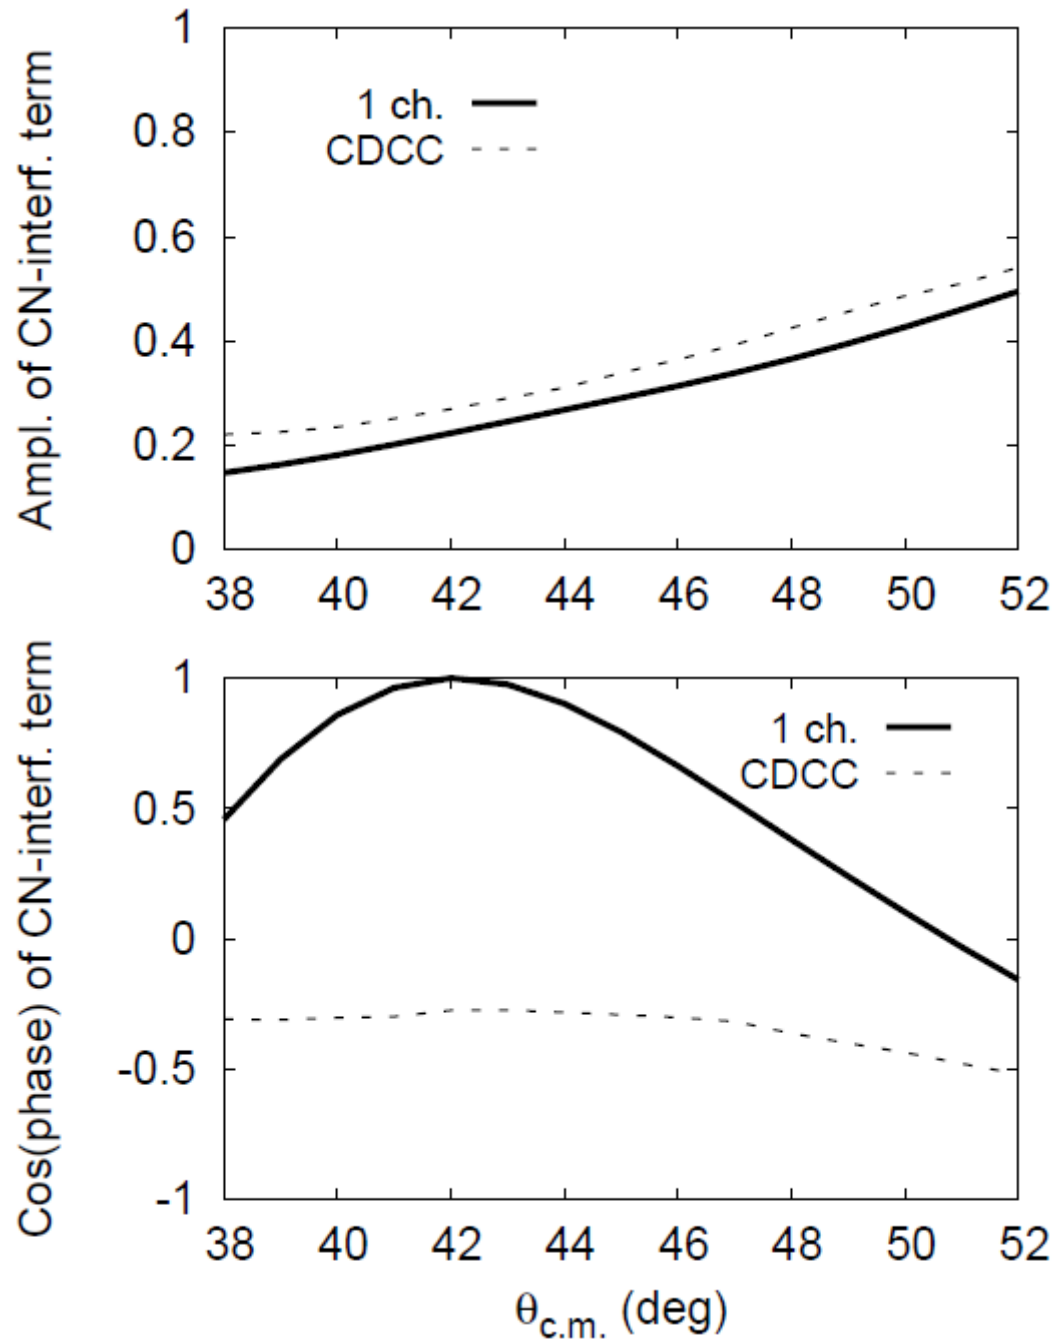 Ampl. of CN-interf. term
1
0.8
0.6
0.4
0.2
0
1 ch.
CDCC
38 40 42 44 46 48 50 52
Cos(phase) of CN-interf. term
1
0.5
0
-0.5
-1
1 ch.
CDCC
38 40 42 44 46 48 50 52
θc.m. (deg)